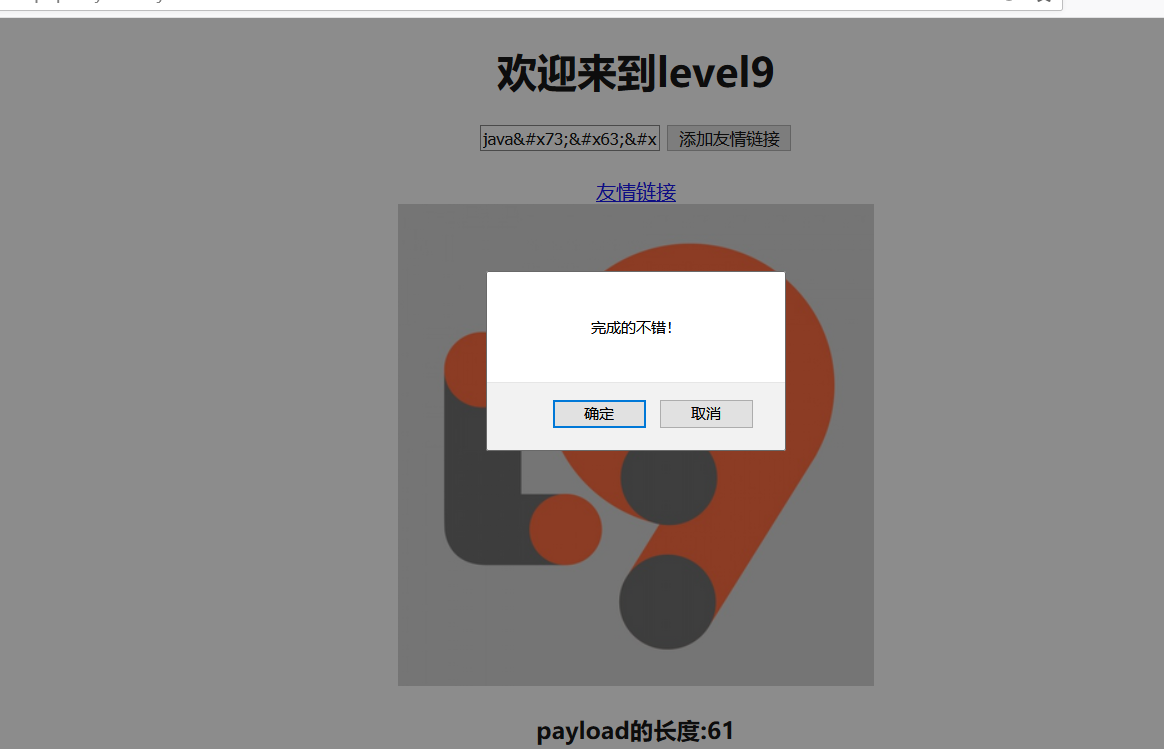 欢迎来到level9
java&#x73;&#x63;&#x 添加友情链接
友情链接
完成的不错!
确定 取消
payload的长度:61